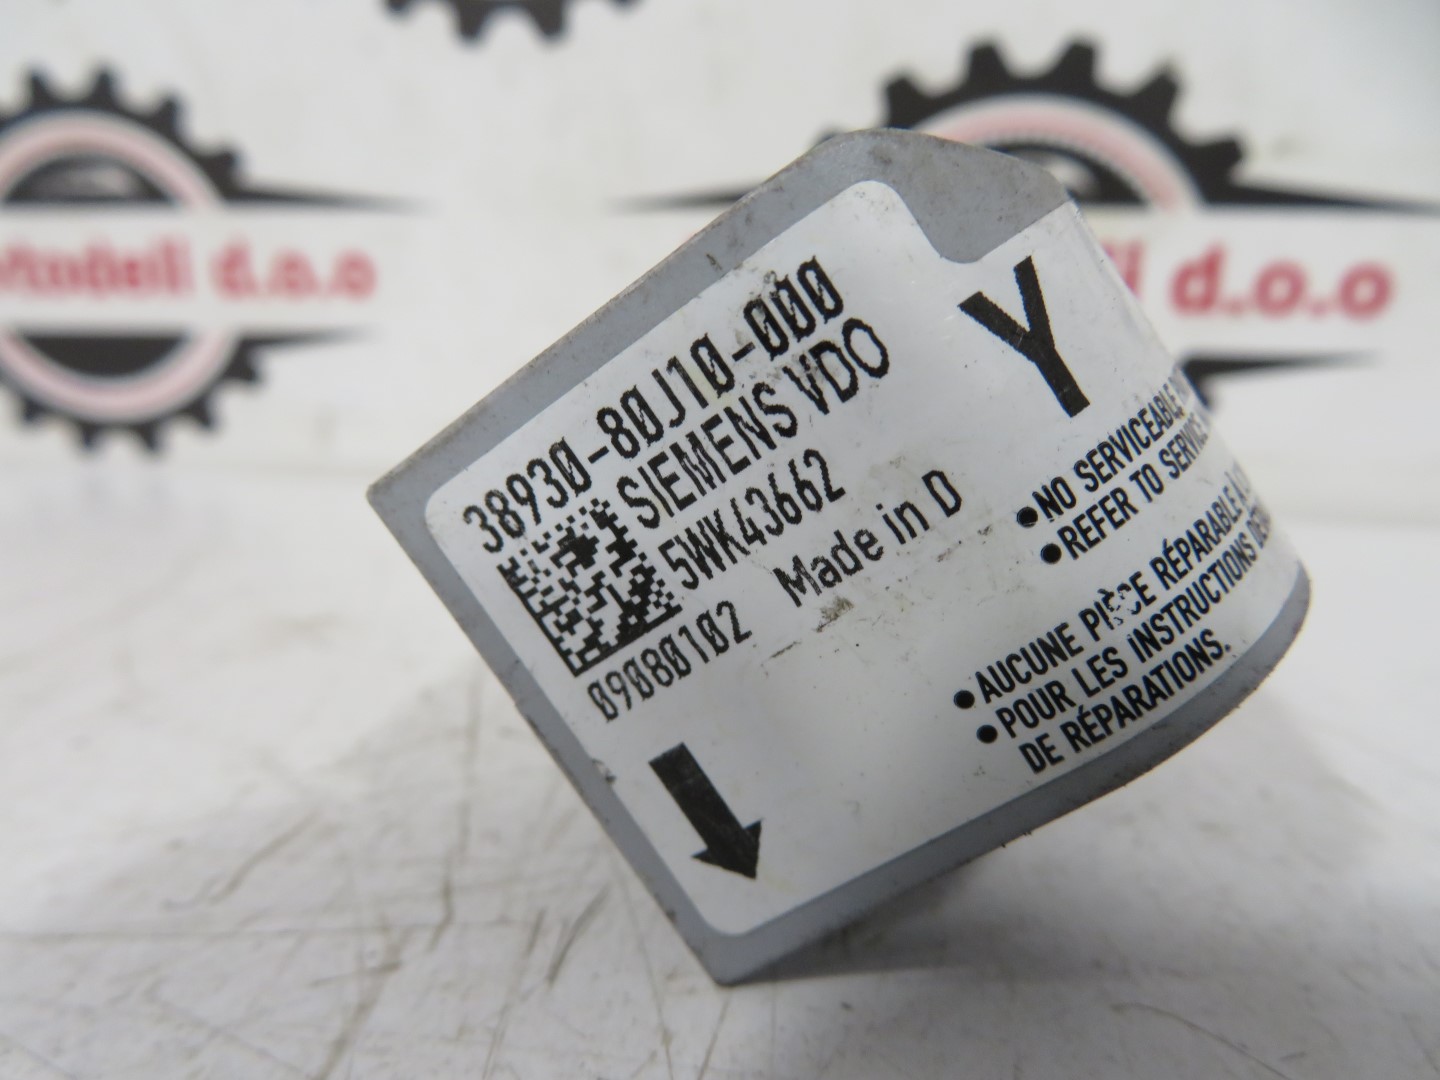 38930-80J10-000
SIEMENS VDO
5WK43662
09080102 Made in D
Y
•NO SERVICEABLE
•REFER TO SERVICE
•AUCUNE PIÈCE RÉPARABLE À
•POUR LES INSTRUCTIONS DE
DE RÉPARATIONS.
d.o.o
d.o.o